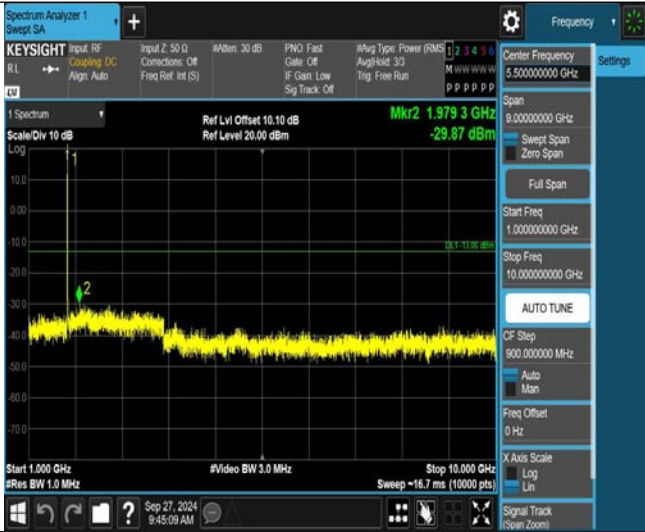 Spectrum Analyzer 1
Swept SA
+
Frequency
KEYSIGHT
Input: RF
Input Z: 50 Ω
#Atten: 30 dB
PNO: Fast
#Avg Type: Power (RMS
1 2 3 4 5 6
RL
Coupling: DC
Corrections: Off
Gate: Off
Avg|Hold: 3/3
M W W W W W
Align: Auto
Freq Ref: Int (S)
IF Gain: Low
Trig: Free Run
Sig Track: Off
P P P P P P
LVI
1 Spectrum
Ref Lvl Offset 10.10 dB
Mkr2 1.979 3 GHz
Scale/Div 10 dB
Ref Level 20.00 dBm
-29.87 dBm
Log
1
10.0
0.00
-10.0
DL1 -13.00 dBm
-20.0
2
-30.0
-40.0
-50.0
-60.0
-70.0
Start 1.000 GHz
#Video BW 3.0 MHz
Stop 10.000 GHz
#Res BW 1.0 MHz
Sweep ~16.7 ms (10000 pts)
?
Sep 27, 2024
9:45:09 AM
Center Frequency
5.500000000 GHz
Settings
Span
9.00000000 GHz
Swept Span
Zero Span
Full Span
Start Freq
1.000000000 GHz
Stop Freq
10.000000000 GHz
AUTO TUNE
CF Step
900.000000 MHz
Auto
Man
Freq Offset
0 Hz
X Axis Scale
Log
Lin
Signal Track
(Span Zoom)